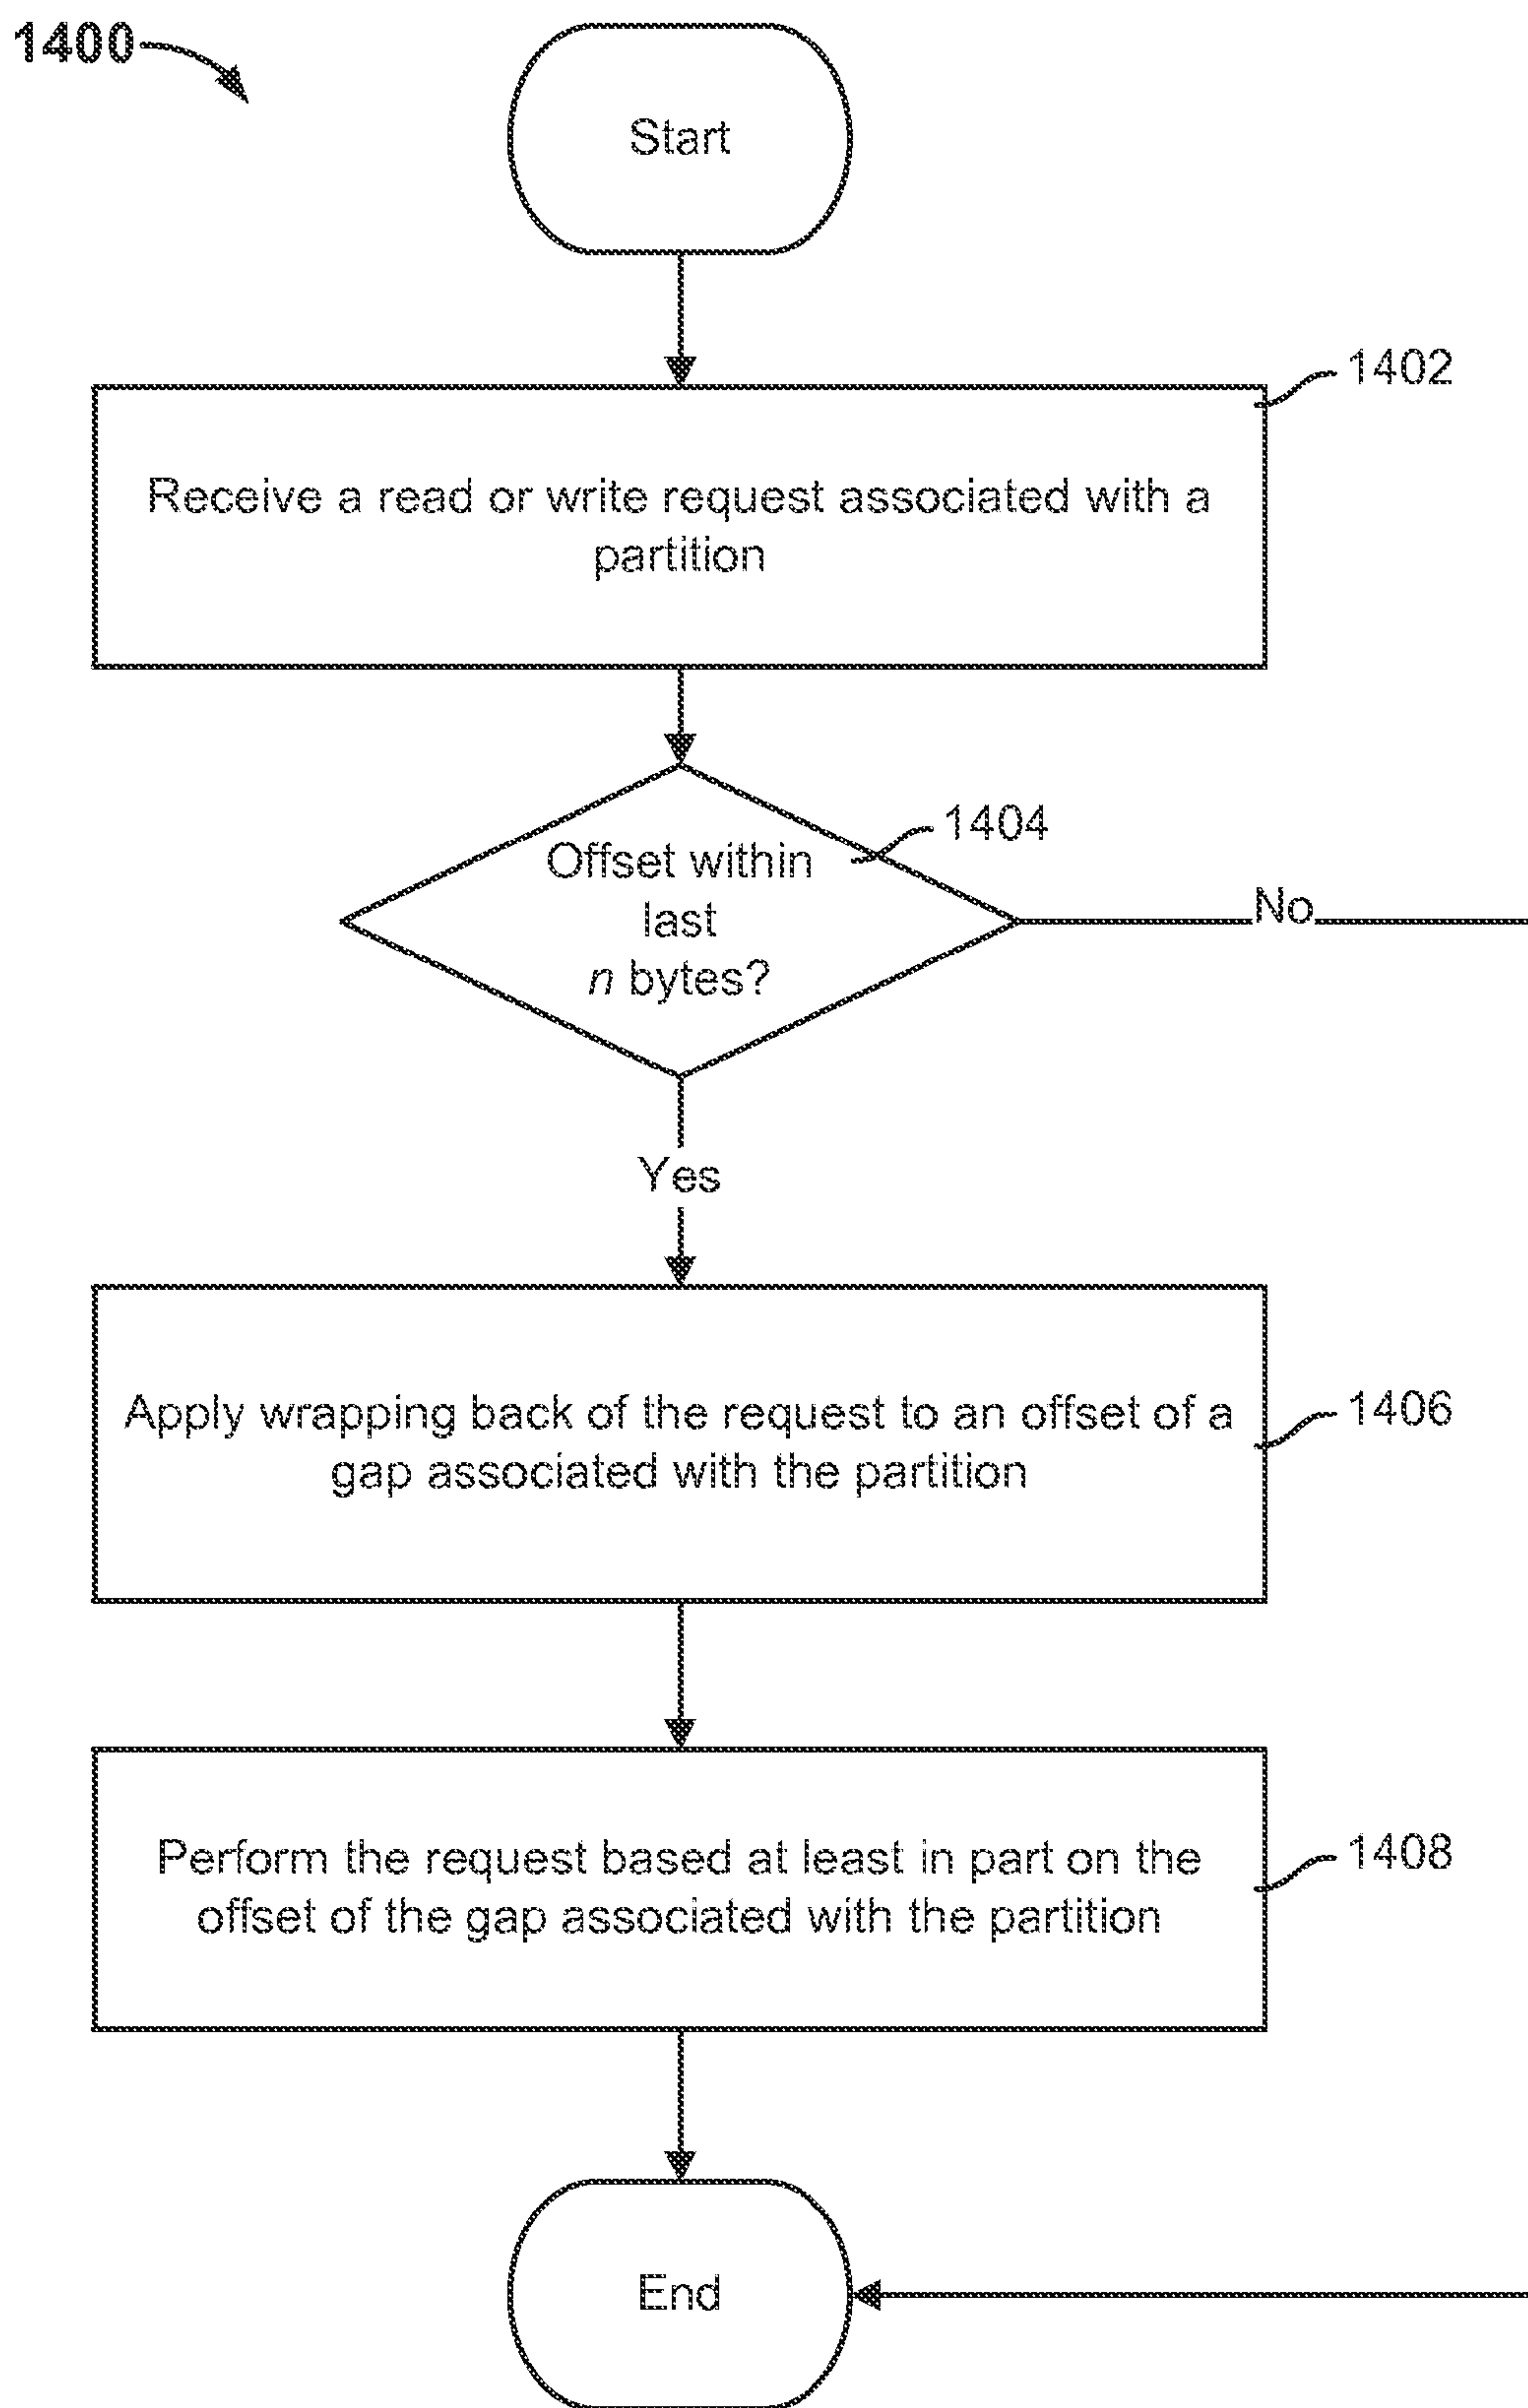 1400
Start
1402
Receive a read or write request associated with a
partition
1404
Offset within
last
n bytes?
No
Yes
1406
Apply wrapping back of the request to an offset of a
gap associated with the partition
1408
Perform the request based at least in part on the
offset of the gap associated with the partition
End